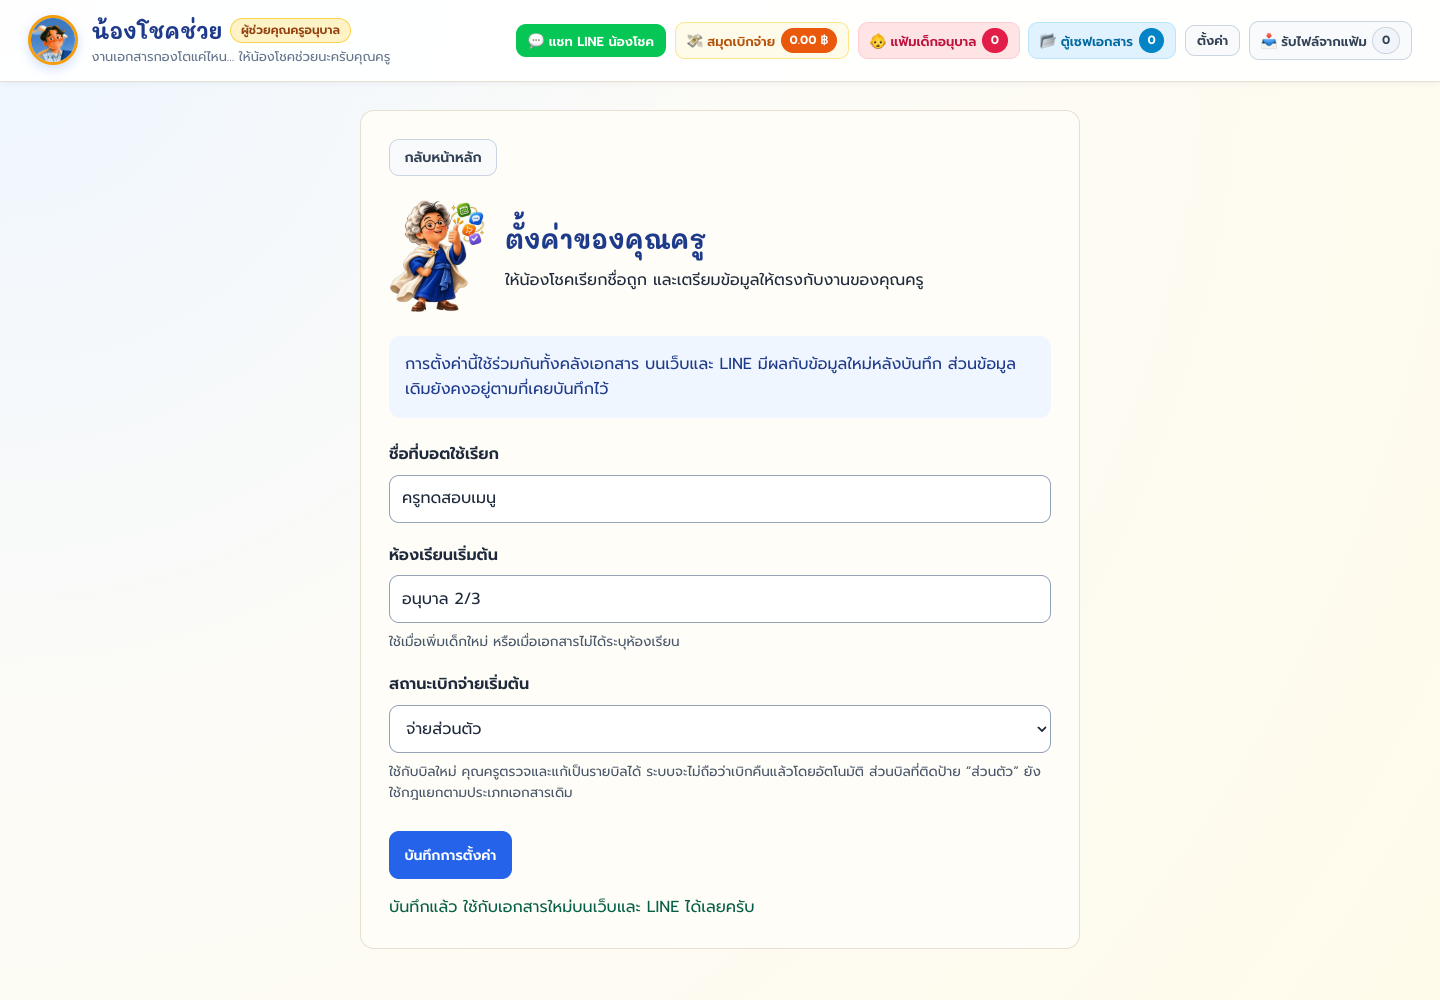 น้องโชคช่วย
ผู้ช่วยคุณครูอนุบาล
งานเอกสารกองโตแค่ไหน... ให้น้องโชคช่วยนะครับคุณครู
แชท LINE น้องโชค
สมุดเบิกจ่าย 0.00 ฿
แฟ้มเด็กอนุบาล 0
ตู้เซฟเอกสาร 0
ตั้งค่า
รับไฟล์จากแฟ้ม 0
กลับหน้าหลัก
ตั้งค่าของคุณครู
ให้น้องโชคเรียกชื่อถูก และเตรียมข้อมูลให้ตรงกับงานของคุณครู
การตั้งค่านี้ใช้ร่วมกันทั้งคลังเอกสาร บนเว็บและ LINE มีผลกับข้อมูลใหม่หลังบันทึก ส่วนข้อมูล
เดิมยังคงอยู่ตามที่เคยบันทึกไว้
ชื่อที่บอตใช้เรียก
ครูทดสอบเมนู
ห้องเรียนเริ่มต้น
อนุบาล 2/3
ใช้เมื่อเพิ่มเด็กใหม่ หรือเมื่อเอกสารไม่ได้ระบุห้องเรียน
สถานะเบิกจ่ายเริ่มต้น
จ่ายส่วนตัว
ใช้กับบิลใหม่ คุณครูตรวจและแก้เป็นรายบิลได้ ระบบจะไม่ถือว่าเบิกคืนแล้วโดยอัตโนมัติ ส่วนบิลที่ติดป้าย “ส่วนตัว” ยัง
ใช้กฎแยกตามประเภทเอกสารเดิม
บันทึกการตั้งค่า
บันทึกแล้ว ใช้กับเอกสารใหม่บนเว็บและ LINE ได้เลยครับ